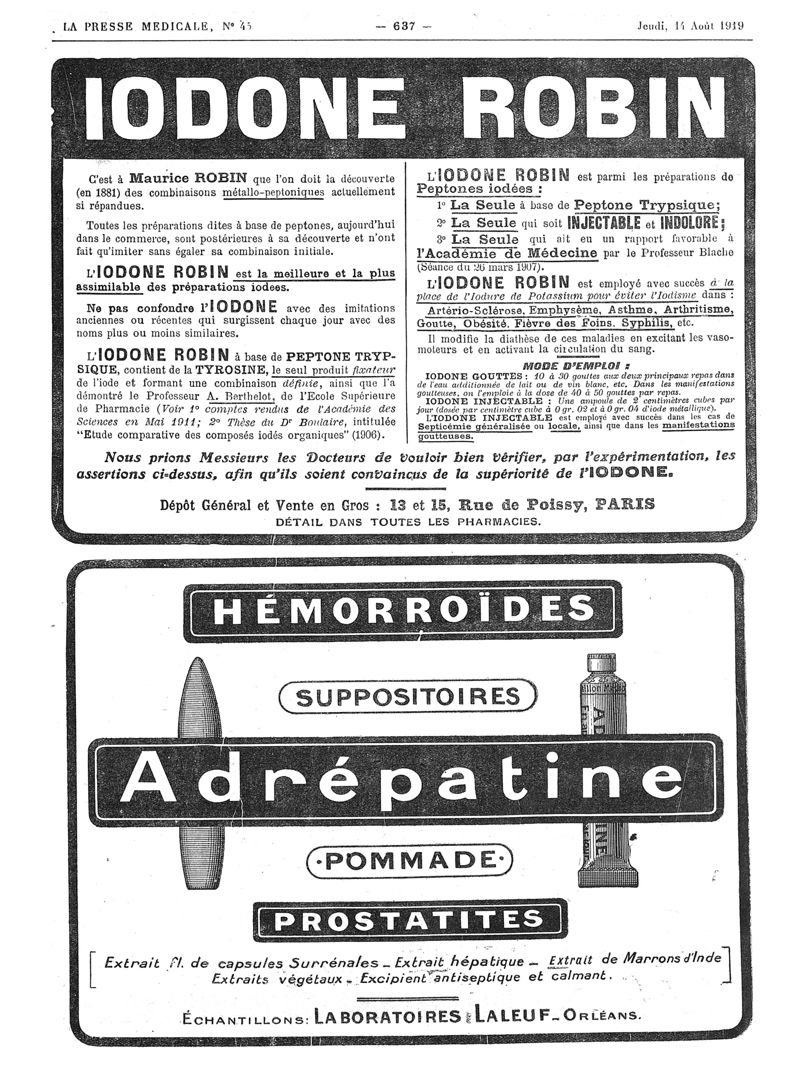 LA PRESSE MEDICALE, N° 45 — 637 — Jeudi, 14 Août 1919
IODONE ROBIN
C'est à Maurice ROBIN que l'on doit la découverte
(en 1881) des combinaisons métallo-peptoniques actuellement
si répandues.
Toutes les préparations dites à base de peptones, aujourd'hui
dans le commerce, sont postérieures à sa découverte et n'ont
fait qu'imiter sans égaler sa combinaison initiale.
L'IODONE ROBIN est la meilleure et la plus
assimilable des préparations iodees.
Ne pas confondre l'IODONE avec des imitations
anciennes ou récentes qui surgissent chaque jour avec des
noms plus ou moins similaires.
L'IODONE ROBIN à base de PEPTONE TRYP-
SIQUE, contient de la TYROSINE, le seul produit fixateur
de l'iode et formant une combinaison définie, ainsi que l'a
démontré le Professeur A. Berthelot, de l'Ecole Supérieure
de Pharmacie (Voir 1° comptes rendus de l'Académie des
Sciences en Mai 1911; 2° Thèse du Dr Boulaire, intitulée
"Etude comparative des composés iodés organiques" (1906).
L'IODONE ROBIN est parmi les préparations de
Peptones iodées :
1° La Seule à base de Peptone Trypsique;
2° La Seule qui soit INJECTABLE et INDOLORE;
3° La Seule qui ait eu un rapport favorable à
l'Académie de Médecine par le Professeur Blache
(Séance du 26 mars 1907).
L'IODONE ROBIN est employé avec succès à la
place de l'Iodure de Potassium pour éviter l'Iodisme dans :
Artério-Sclérose, Emphysème, Asthme, Arthritisme,
Goutte, Obésité, Fièvre des Foins, Syphilis, etc.
Il modifie la diathèse de ces maladies en excitant les vaso-
moteurs et en activant la circulation du sang.
MODE D'EMPLOI :
IODONE GOUTTES : 10 à 30 gouttes aux deux principaux repas dans
de l'eau additionnée de lait ou de vin blanc, etc. Dans les manifestations
goutteuses, on l'emploie à la dose de 40 à 50 gouttes par repas.
IODONE INJECTABLE : Une ampoule de 2 centimètres cubes par
jour (dosée par centimètre cube à 0 gr. 02 et à 0 gr. 04 d'iode métallique).
L'IODONE INJECTABLE est employé avec succès dans les cas de
Septicémie généralisée ou locale, ainsi que dans les manifestations
goutteuses.
Nous prions Messieurs les Docteurs de vouloir bien vérifier, par l'expérimentation, les
assertions ci-dessus, afin qu'ils soient convaincus de la supériorité de l'IODONE.
Dépôt Général et Vente en Gros : 13 et 15, Rue de Poissy, PARIS
DÉTAIL DANS TOUTES LES PHARMACIES.
HÉMORROÏDES
SUPPOSITOIRES
Adrépatine
·POMMADE·
PROSTATITES
[Extrait fl. de capsules Surrénales – Extrait hépatique – Extrait de Marrons d'Inde
Extraits végétaux – Excipient antiseptique et calmant.]
ÉCHANTILLONS: LABORATOIRES LALEUF – ORLÉANS.